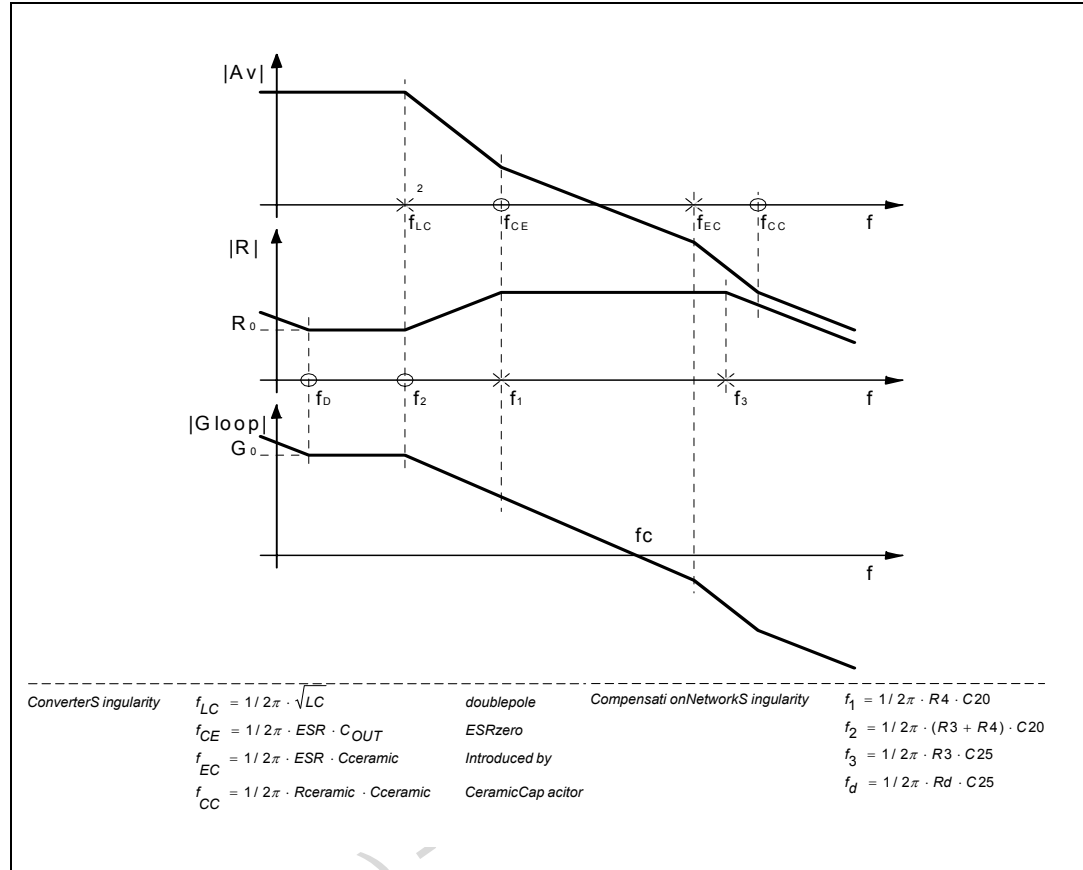 |Av|
2
fLC fCE fEC fCC f
|R|
R0
fD f2 f1 f3 f
|Gloop|
G0
fc
f
ConverterS ingularity fLC = 1/2π · √LC doublepole Compensati onNetworkS ingularity f1 = 1/2π · R4 · C20
fCE = 1/2π · ESR · COUT ESRzero f2 = 1/2π · (R3 + R4) · C20
fEC = 1/2π · ESR · Cceramic Introduced by f3 = 1/2π · R3 · C25
fCC = 1/2π · Rceramic · Cceramic CeramicCap acitor fd = 1/2π · Rd · C25